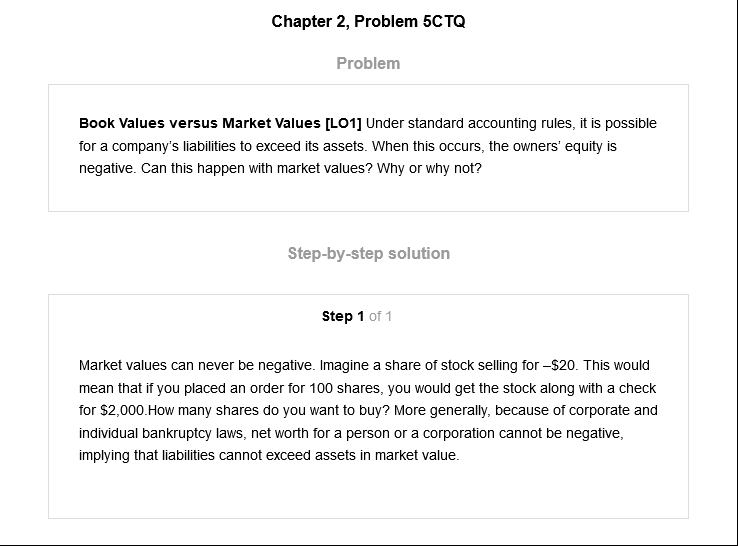 Chapter 2, Problem 5CTQ
Problem
Book Values versus Market Values [LO1] Under standard accounting rules, it is possible
for a company's liabilities to exceed its assets. When this occurs, the owners' equity is
negative. Can this happen with market values? Why or why not?
Step-by-step solution
Step 1 of 1
Market values can never be negative. Imagine a share of stock selling for –$20. This would
mean that if you placed an order for 100 shares, you would get the stock along with a check
for $2,000.How many shares do you want to buy? More generally, because of corporate and
individual bankruptcy laws, net worth for a person or a corporation cannot be negative,
implying that liabilities cannot exceed assets in market value.